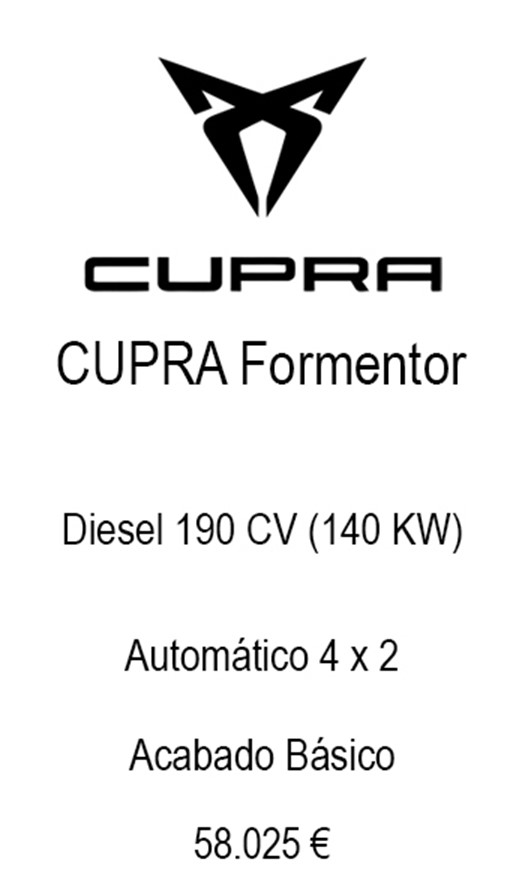 CUPRA
CUPRA Formentor
Diesel 190 CV (140 KW)
Automático 4 x 2
Acabado Básico
58.025 €